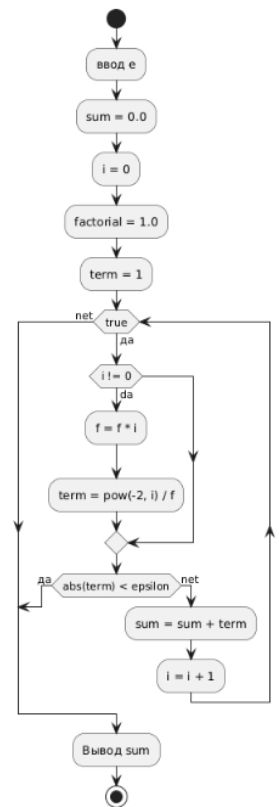 ввод e
sum = 0.0
i = 0
factorial = 1.0
term = 1
net
true
да
i != 0
da
f = f * i
term = pow(-2, i) / f
да
abs(term) < epsilon
net
sum = sum + term
i = i + 1
Вывод sum